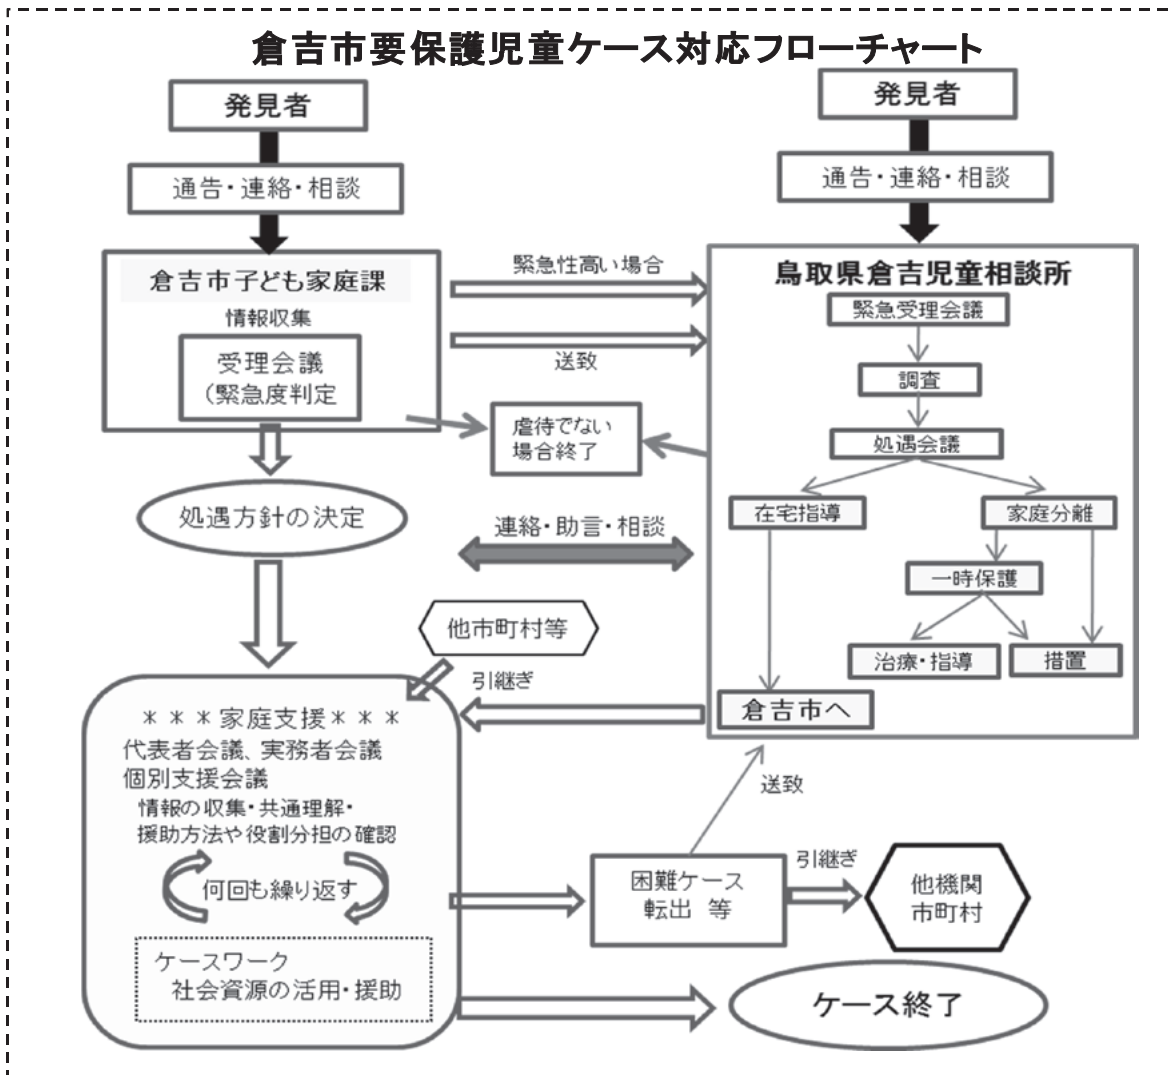 倉吉市要保護児童ケース対応フローチャート
発見者
通告・連絡・相談
倉吉市子ども家庭課
情報収集
受理会議
(緊急度判定
処遇方針の決定
緊急性高い場合
送致
虐待でない
場合終了
連絡・助言・相談
発見者
通告・連絡・相談
鳥取県倉吉児童相談所
緊急受理会議
調査
処遇会議
在宅指導
家庭分離
一時保護
治療・指導
措置
倉吉市へ
他市町村等
引継ぎ
***家庭支援***
代表者会議、実務者会議
個別支援会議
情報の収集・共通理解・
援助方法や役割分担の確認
何回も繰り返す
ケースワーク
社会資源の活用・援助
送致
困難ケース
転出 等
引継ぎ
他機関
市町村
ケース終了